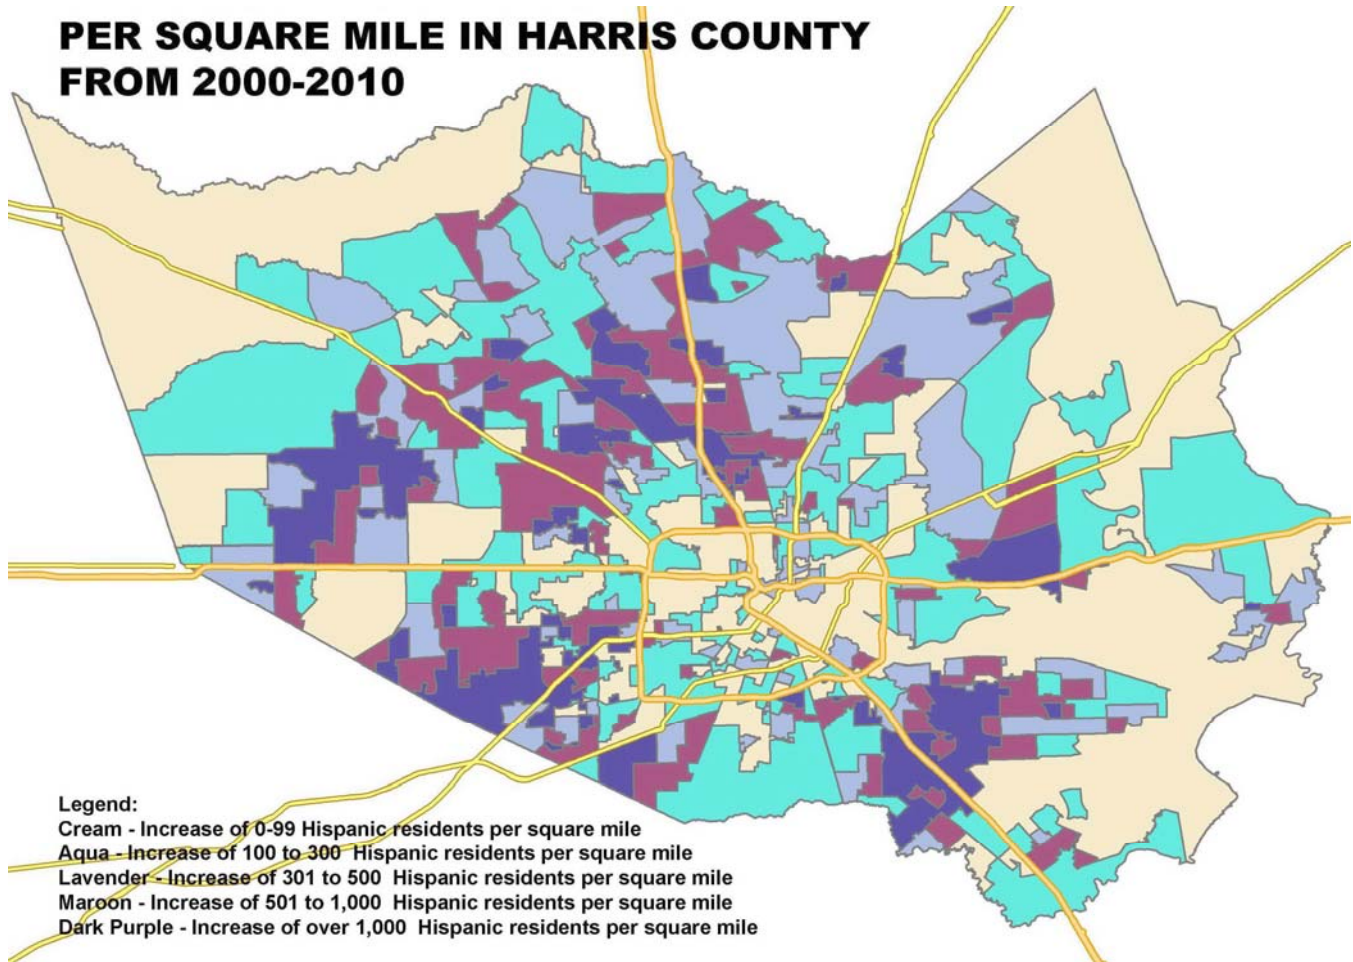 PER SQUARE MILE IN HARRIS COUNTY
FROM 2000-2010
Legend:
Cream - Increase of 0-99 Hispanic residents per square mile
Aqua - Increase of 100 to 300 Hispanic residents per square mile
Lavender - Increase of 301 to 500 Hispanic residents per square mile
Maroon - Increase of 501 to 1,000 Hispanic residents per square mile
Dark Purple - Increase of over 1,000 Hispanic residents per square mile